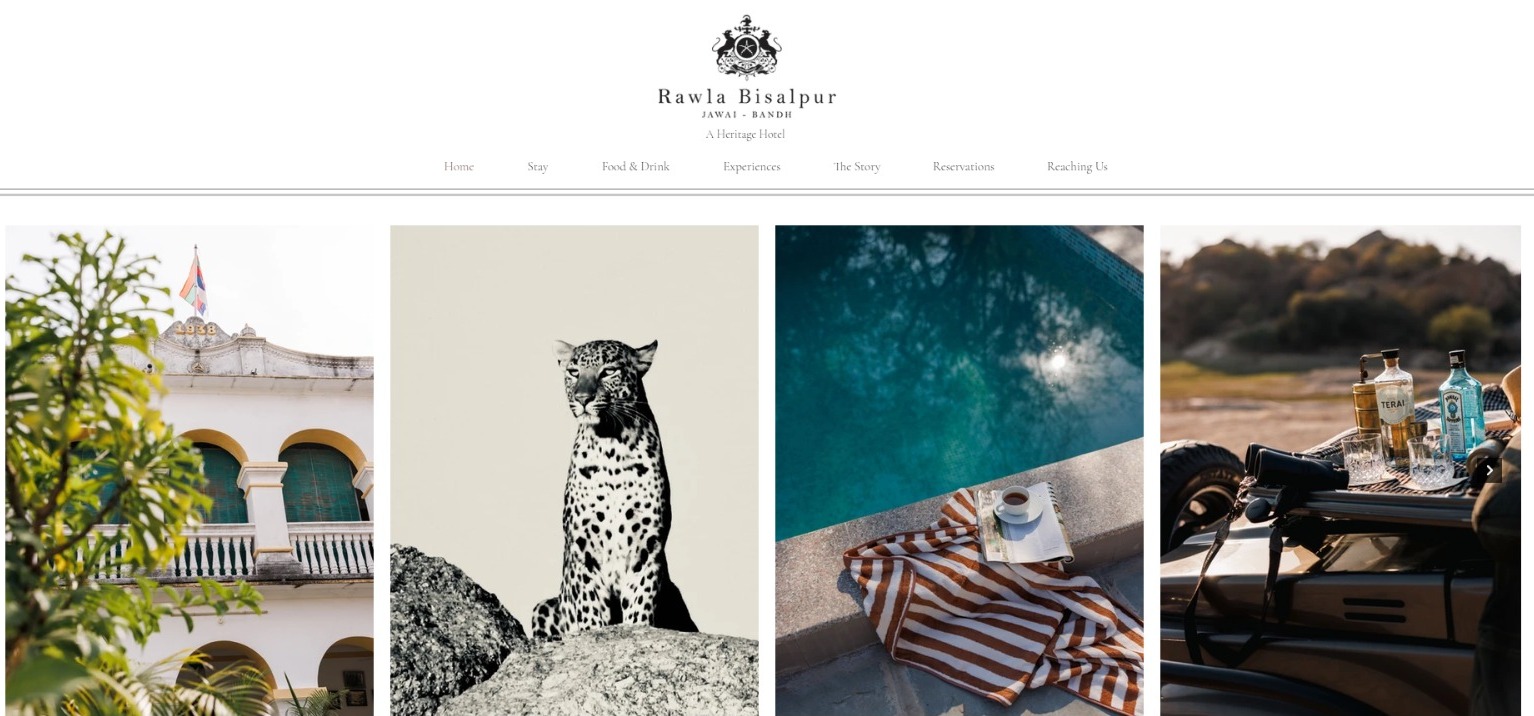 Rawla Bisalpur
JAWAI - BANDH
A Heritage Hotel
Home Stay Food & Drink Experiences The Story Reservations Reaching Us
1938
TERAI